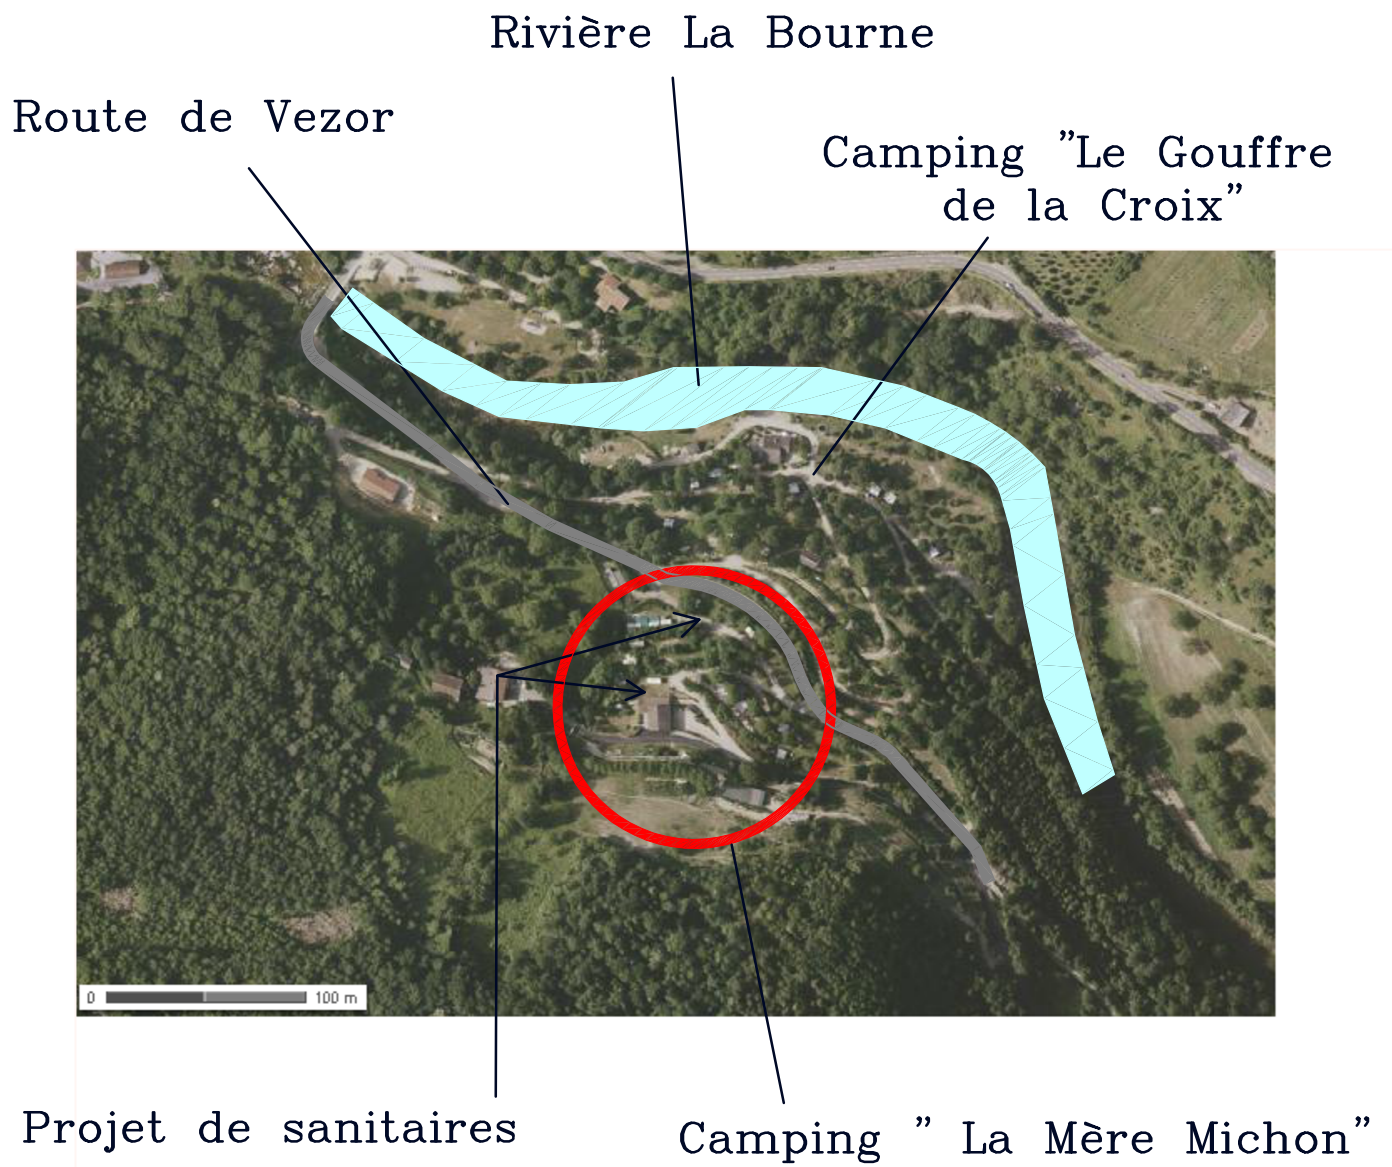 Rivière La Bourne
Route de Vezor
Camping "Le Gouffre
de la Croix"
0 100 m
Projet de sanitaires
Camping " La Mère Michon"